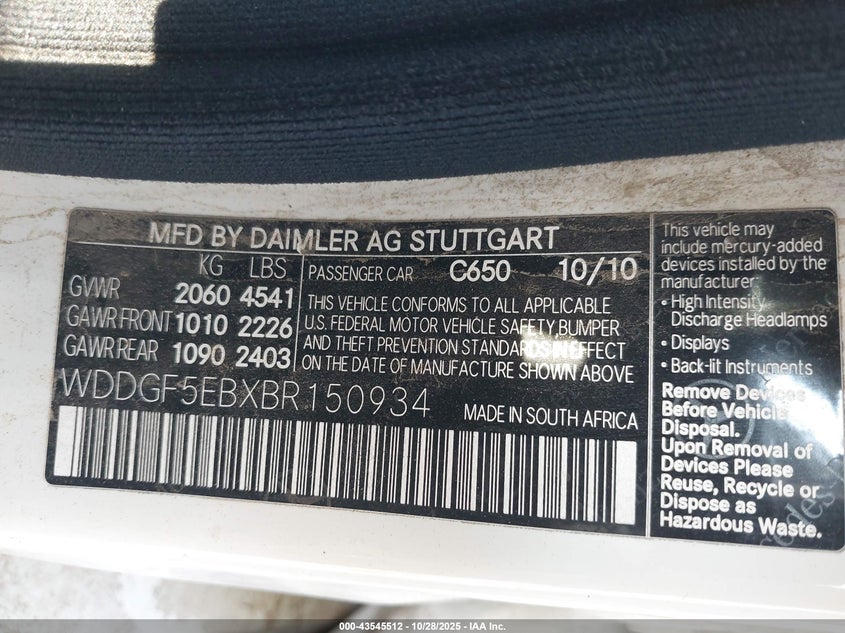 MFD BY DAIMLER AG STUTTGART
KG LBS
GVWR 2060 4541
GAWR FRONT 1010 2226
GAWR REAR 1090 2403
PASSENGER CAR C650 10/10
THIS VEHICLE CONFORMS TO ALL APPLICABLE
U.S. FEDERAL MOTOR VEHICLE SAFETY, BUMPER
AND THEFT PREVENTION STANDARDS IN EFFECT
ON THE DATE OF MANUFACTURE SHOWN ABOVE
WDDGF5EBXBR150934
MADE IN SOUTH AFRICA
This vehicle may
include mercury-added
devices installed by the
manufacturer:
• High Intensity
Discharge Headlamps
• Displays
• Back-lit Instruments
Remove Devices
Before Vehicle
Disposal.
Upon Removal of
Devices Please
Reuse, Recycle or
Dispose as
Hazardous Waste.
000-43545512 | 10/28/2025 | IAA Inc.